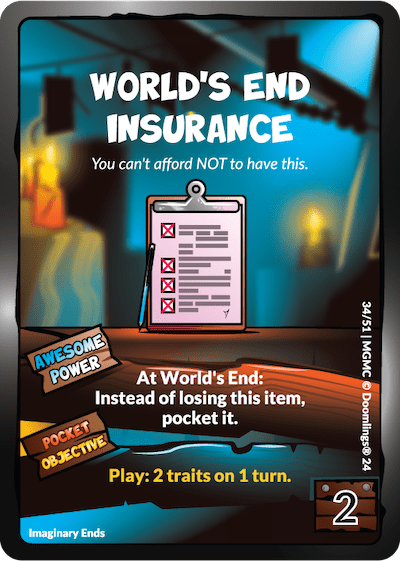 WORLD'S END
INSURANCE
You can't afford NOT to have this.
AWESOME
POWER
At World's End:
Instead of losing this item,
pocket it.
POCKET
OBJECTIVE
Play: 2 traits on 1 turn.
2
Imaginary Ends
34/51 | MGMC © Doomlings® 24